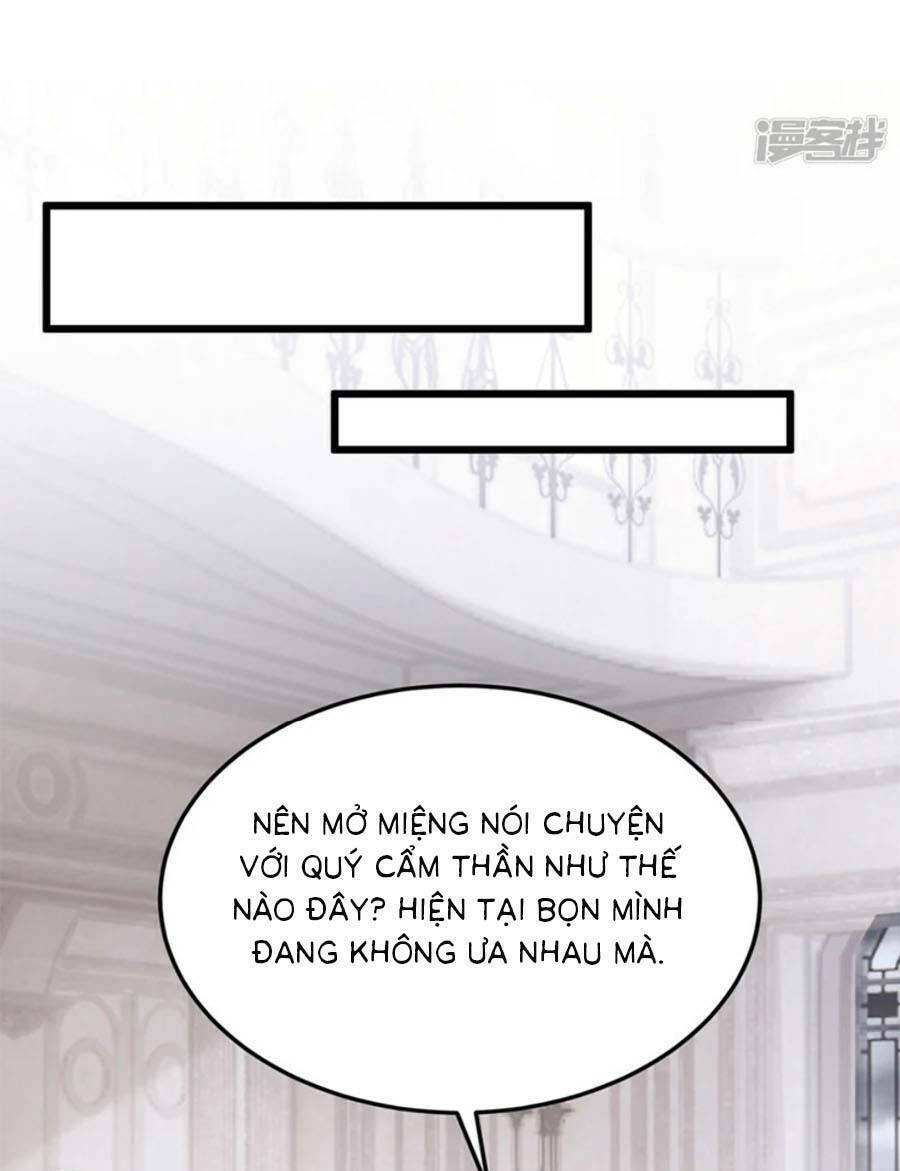 漫客栈
NÊN MỞ MIỆNG NÓI CHUYỆN
VỚI QUÝ CẨM THẦN NHƯ THẾ
NÀO ĐÂY? HIỆN TẠI BỌN MÌNH
ĐANG KHÔNG ƯA NHAU MÀ.